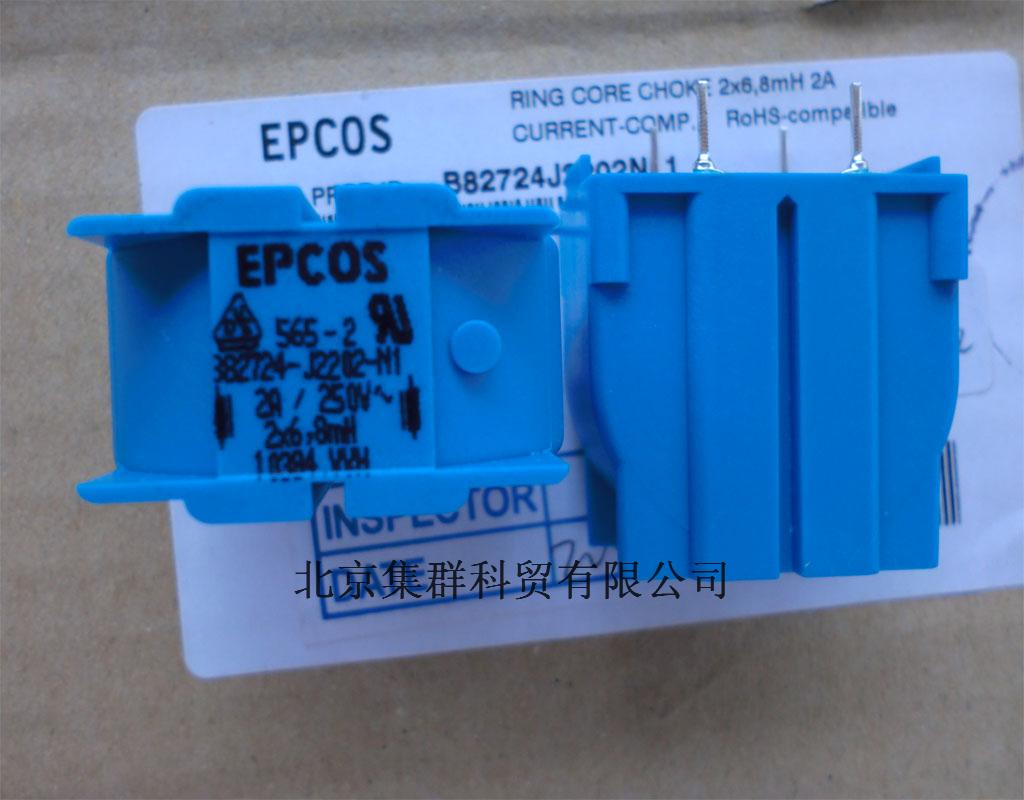 RING CORE CHOKE 2x6,8mH 2A
EPCOS
CURRENT-COMP. RoHS-compatible
EPCOS
565-2
B82724-J2202-N1
2A / 250V~
2x6,8mH
INSPECTOR
北京集群科贸有限公司